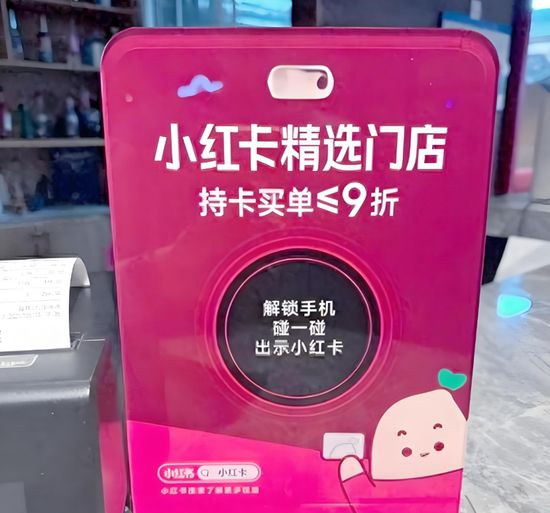 小红卡精选门店
持卡买单≤9折
解锁手机
碰一碰
出示小红卡
小红书 小红卡